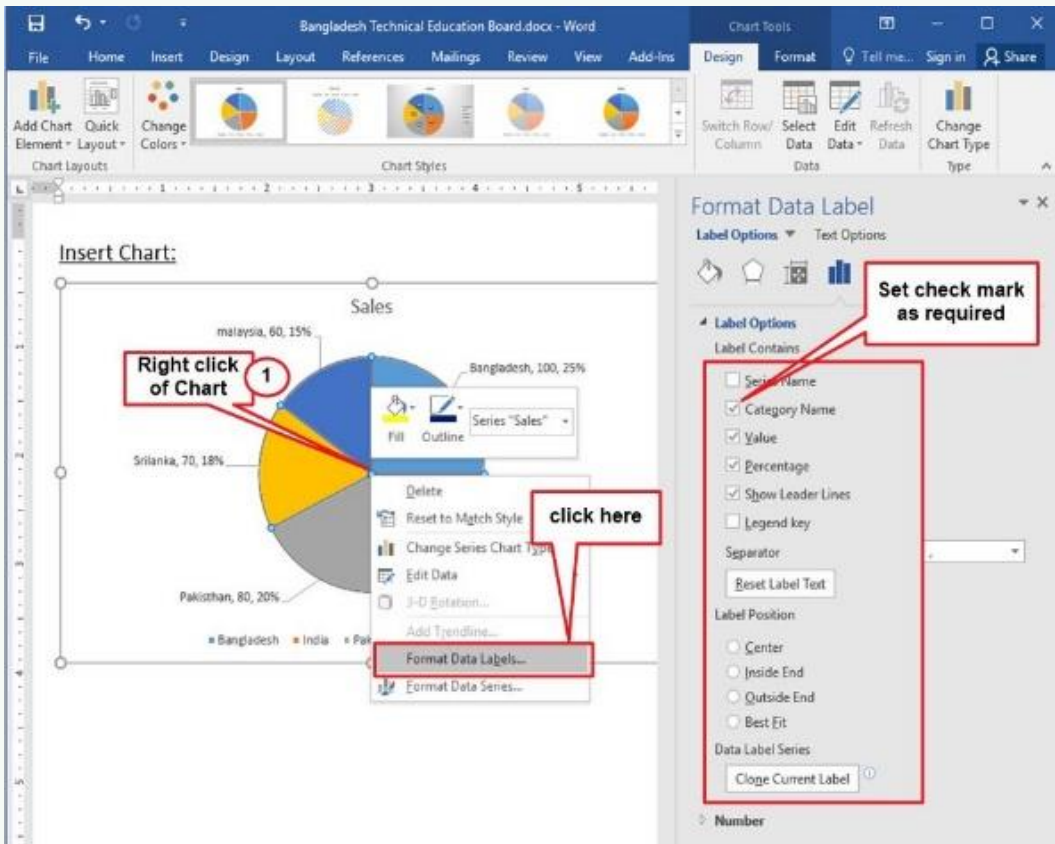 Bangladesh Technical Education Board.docx - Word
Chart Tools
File Home Insert Design Layout References Mailings Review View Add-Ins Design Format Tell me... Sign in Share
Add Chart Element
Quick Layout
Change Colors
Switch Row/ Column
Select Data
Edit Data
Refresh Data
Change Chart Type
Chart Layouts
Chart Styles
Data
Type
1 2 3 4 5
Insert Chart:
Sales
malaysia, 60, 15%
Bangladesh, 100, 25%
Srilanka, 70, 18%
Pakisthan, 80, 20%
Bangladesh India Pak
Right click
of Chart
1
Fill Outline
Series "Sales"
Delete
Reset to Match Style
Change Series Chart Type
Edit Data
3-D Rotation...
Add Trendline...
Format Data Labels...
Format Data Series...
click here
Format Data Label
Label Options Text Options
Set check mark
as required
Label Options
Label Contains
Series Name
Category Name
Value
Percentage
Show Leader Lines
Legend key
Separator ,
Reset Label Text
Label Position
Center
Inside End
Outside End
Best Fit
Data Label Series
Clone Current Label
Number